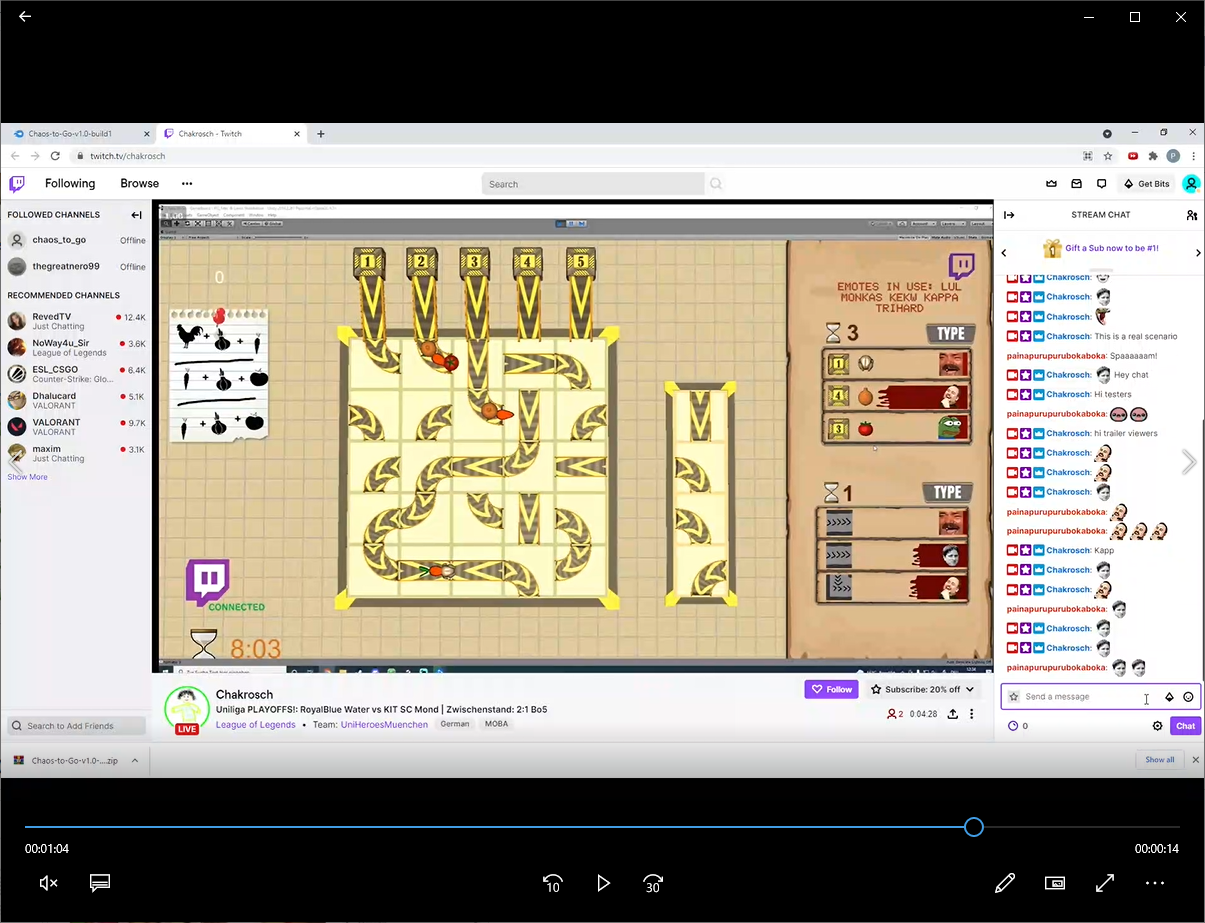 Chaos-to-Go-v1.0-build1
Chakrosch - Twitch
twitch.tv/chakrosch
Following
Browse
Search
Get Bits
FOLLOWED CHANNELS
chaos_to_go Offline
thegreatnero99 Offline
RECOMMENDED CHANNELS
RevedTV 12.4K
Just Chatting
NoWay4u_Sir 3.6K
League of Legends
ESL_CSGO 6.4K
Counter-Strike: Glo...
Dhalucard 5.1K
VALORANT
VALORANT 9.7K
VALORANT
maxim 3.1K
Just Chatting
Show More
Search to Add Friends
0
1 2 3 4 5
EMOTES IN USE: LUL
MONKAS KEKW KAPPA
TRIHARD
3 TYPE
1
4
3
1 TYPE
CONNECTED
8:03
STREAM CHAT
Gift a Sub now to be #1!
Chakrosch:
Chakrosch:
Chakrosch:
Chakrosch: This is a real scenario
painapurupurubokaboka: Spaaaaaam!
Chakrosch: Hey chat
Chakrosch: Hi testers
painapurupurubokaboka:
Chakrosch: hi trailer viewers
Chakrosch:
Chakrosch:
Chakrosch:
painapurupurubokaboka:
painapurupurubokaboka:
Chakrosch: Kapp
Chakrosch:
Chakrosch:
painapurupurubokaboka:
Chakrosch:
Chakrosch:
painapurupurubokaboka:
Send a message
0
Chat
Chakrosch
Uniliga PLAYOFFS!: RoyalBlue Water vs KIT SC Mond | Zwischenstand: 2:1 Bo5
League of Legends • Team: UniHeroesMuenchen German MOBA
LIVE
Follow
Subscribe: 20% off
2 0:04:28
Chaos-to-Go-v1.0-....zip
Show all
00:01:04
00:00:14
10
30